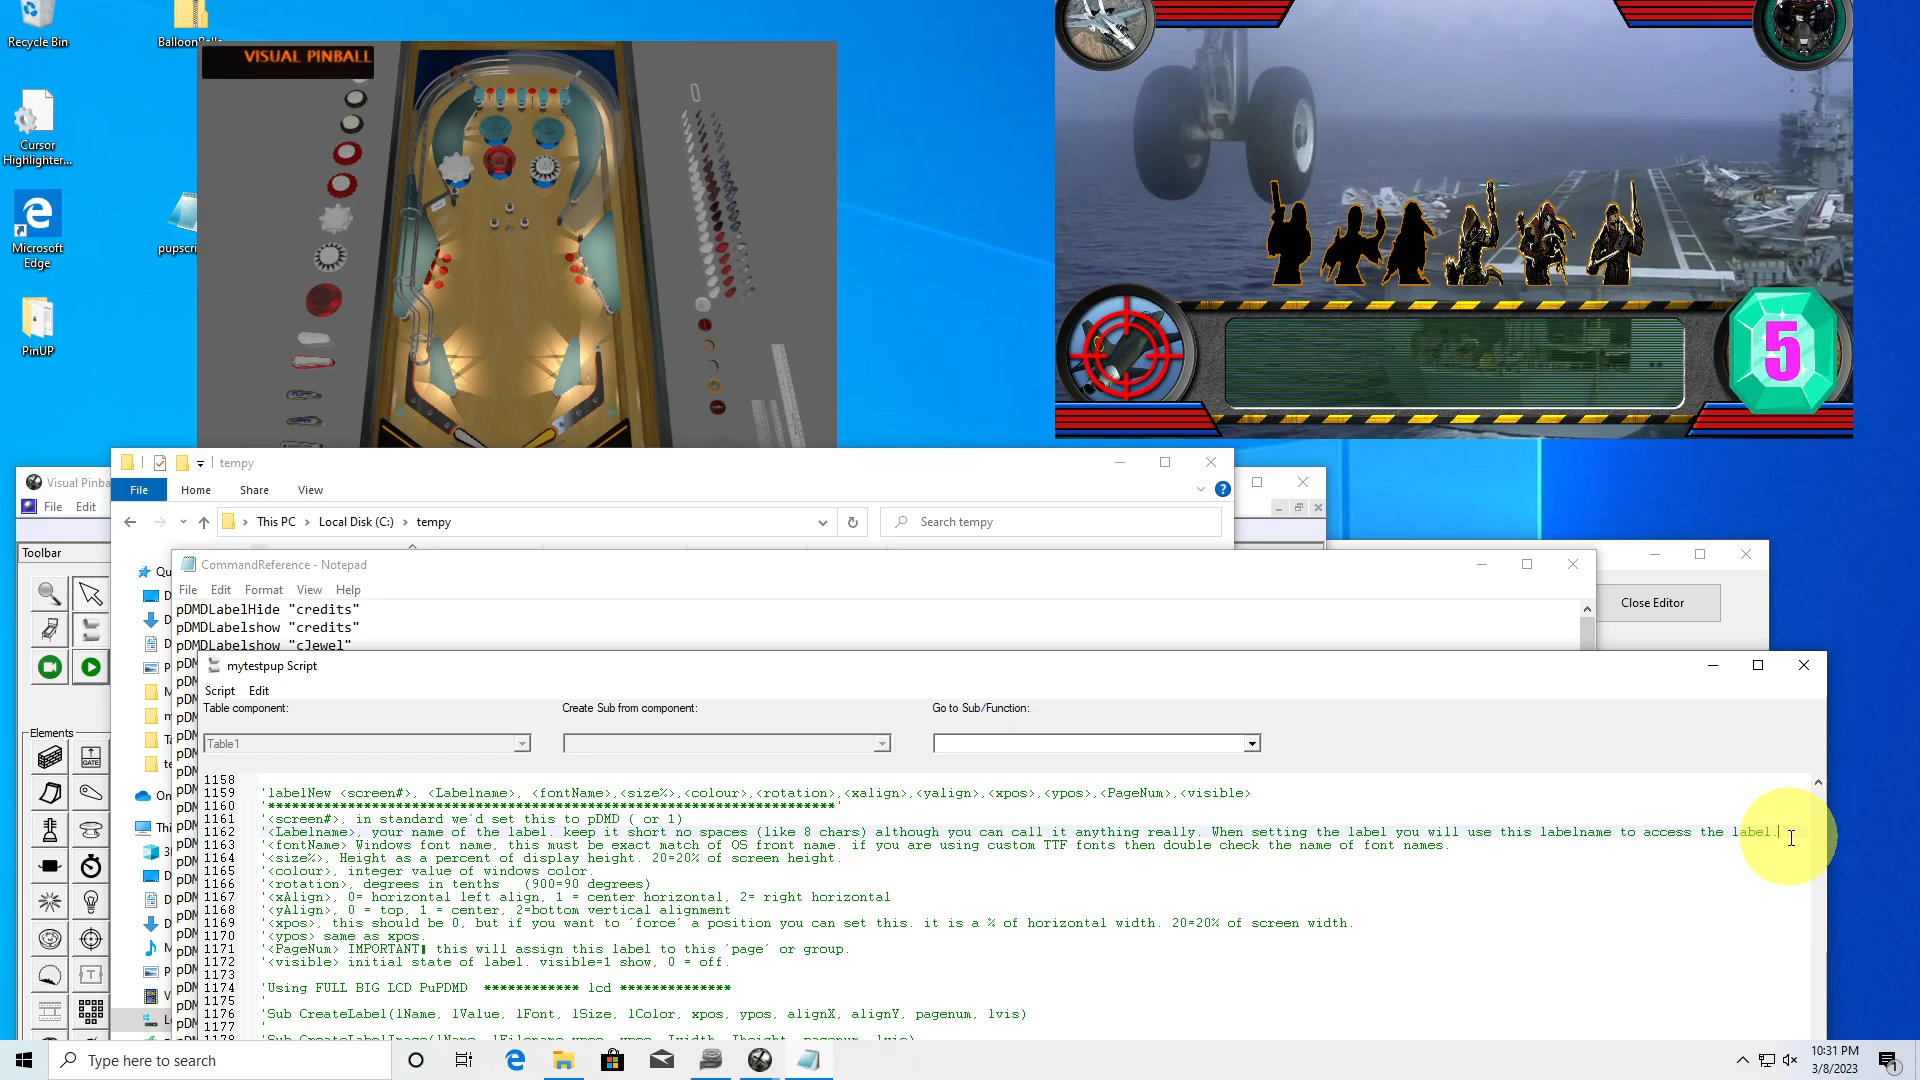 Recycle Bin
BalloonBalls
Cursor
Highlighter...
Microsoft
Edge
pupscri
PinUP
VISUAL PINBALL
5
Visual Pinba
File Edit
Toolbar
Elements
GATE
tempy
File Home Share View
This PC > Local Disk (C:) > tempy
Search tempy
CommandReference - Notepad
File Edit Format View Help
pDMDLabelHide "credits"
pDMDLabelshow "credits"
pDMDLabelshow "cJewel"
Close Editor
mytestpup Script
Script Edit
Table component:
Create Sub from component:
Go to Sub/Function:
Table1
1158
1159 'labelNew <screen#>, <Labelname>, <fontName>,<size%>,<colour>,<rotation>,<xalign>,<yalign>,<xpos>,<ypos>,<PageNum>,<visible>
1160 '***********************************************************************'
1161 '<screen#>, in standard we'd set this to pDMD ( or 1)
1162 '<Labelname>, your name of the label. keep it short no spaces (like 8 chars) although you can call it anything really. When setting the label you will use this labelname to access the label.
1163 '<fontName> Windows font name, this must be exact match of OS front name. if you are using custom TTF fonts then double check the name of font names.
1164 '<size%>, Height as a percent of display height. 20=20% of screen height.
1165 '<colour>, integer value of windows color.
1166 '<rotation>, degrees in tenths (900=90 degrees)
1167 '<xAlign>, 0= horizontal left align, 1 = center horizontal, 2= right horizontal
1168 '<yAlign>, 0 = top, 1 = center, 2=bottom vertical alignment
1169 '<xpos>, this should be 0, but if you want to 'force' a position you can set this. it is a % of horizontal width. 20=20% of screen width.
1170 '<ypos> same as xpos.
1171 '<PageNum> IMPORTANT this will assign this label to this 'page' or group.
1172 '<visible> initial state of label. visible=1 show, 0 = off.
1173
1174 'Using FULL BIG LCD PuPDMD ************ lcd **************
1175 '
1176 'Sub CreateLabel(lName, lValue, lFont, lSize, lColor, xpos, ypos, alignX, alignY, pagenum, lvis)
1177 '
Type here to search
10:31 PM
3/8/2023